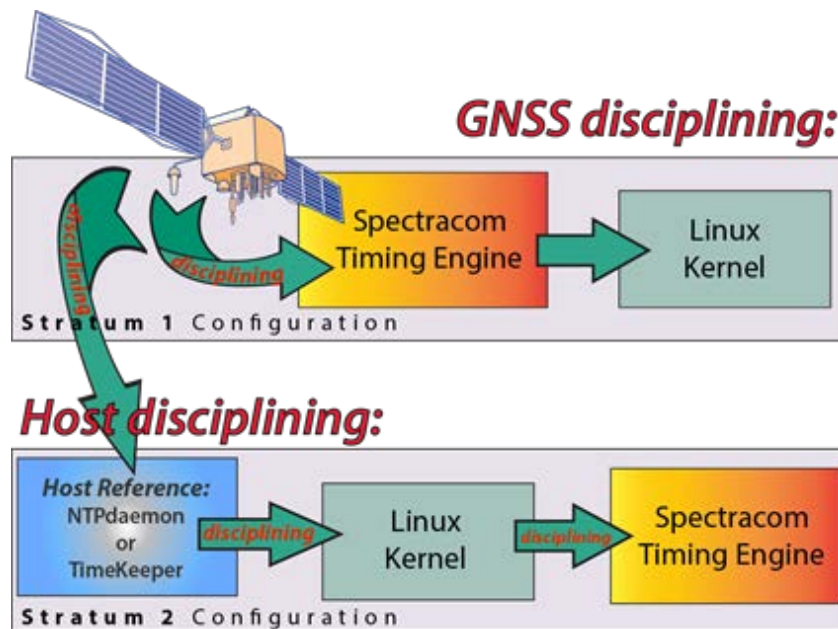 GNSS disciplining:
disciplining
disciplining
Spectracom
Timing Engine
Linux
Kernel
Stratum 1 Configuration
Host disciplining:
Host Reference:
NTPdaemon
or
TimeKeeper
disciplining
Linux
Kernel
disciplining
Spectracom
Timing Engine
Stratum 2 Configuration